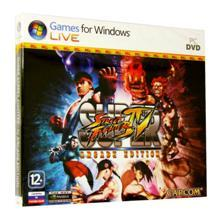 Games for Windows
LIVE
PC
DVD
SUPER
STREET FIGHTER IV
ARCADE EDITION
12+
CAPCOM